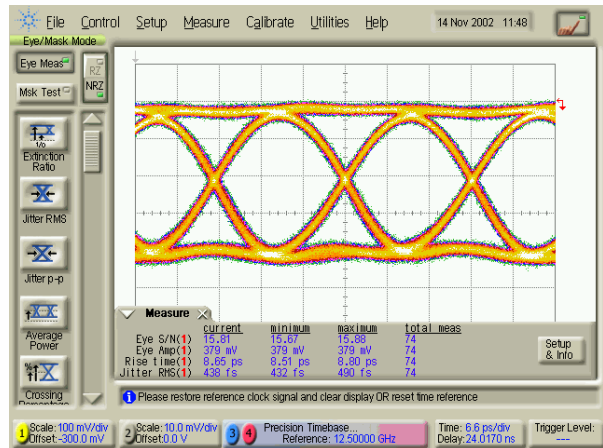 File Control Setup Measure Calibrate Utilities Help 14 Nov 2002 11:48
Eye/Mask Mode
Eye Meas
RZ
NRZ
Msk Test
1/0
Extinction
Ratio
Jitter RMS
Jitter p-p
Average
Power
%
Crossing
Measure
current minimum maximum total meas
Eye S/N(1) 15.81 15.67 15.88 74
Eye Amp(1) 379 mV 379 mV 379 mV 74
Rise time(1) 8.65 ps 8.51 ps 8.80 ps 74
Jitter RMS(1) 438 fs 432 fs 490 fs 74
Setup
& Info
Please restore reference clock signal and clear display OR reset time reference
1 Scale: 100 mV/div
Offset:-300.0 mV
2 Scale: 10.0 mV/div
Offset:0.0 V
3 4 Precision Timebase...
Reference: 12.50000 GHz
Time: 6.6 ps/div
Delay: 24.0170 ns
Trigger Level:
---